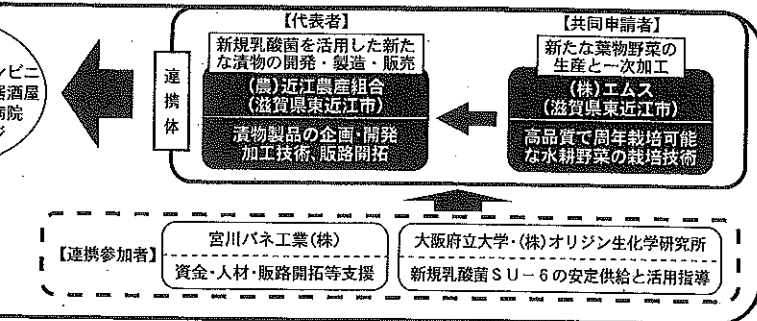 ンビニ
居酒屋
病院
ジ
連携体
【代表者】
新規乳酸菌を活用した新た
な漬物の開発・製造・販売
(農)近江農産組合
(滋賀県東近江市)
漬物製品の企画・開発
加工技術、販路開拓
【共同申請者】
新たな葉物野菜の
生産と一次加工
(株)エムス
(滋賀県東近江市)
高品質で周年栽培可能
な水耕野菜の栽培技術
【連携参加者】
宮川バネ工業(株)
資金・人材・販路開拓等支援
大阪府立大学・(株)オリジン生化学研究所
新規乳酸菌SU-6の安定供給と活用指導